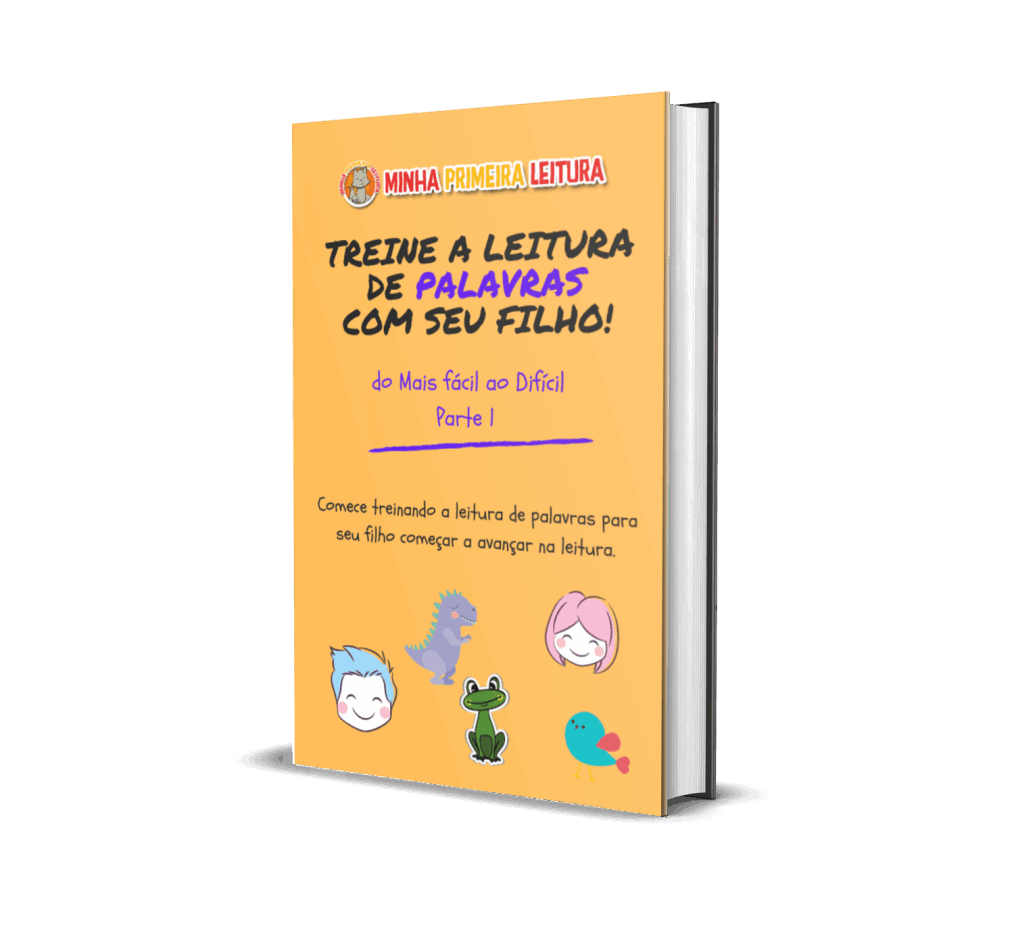 MINHA PRIMEIRA LEITURA
TREINE A LEITURA
DE PALAVRAS
COM SEU FILHO!
do Mais fácil ao Difícil
Parte 1
Comece treinando a leitura de palavras para
seu filho começar a avançar na leitura.